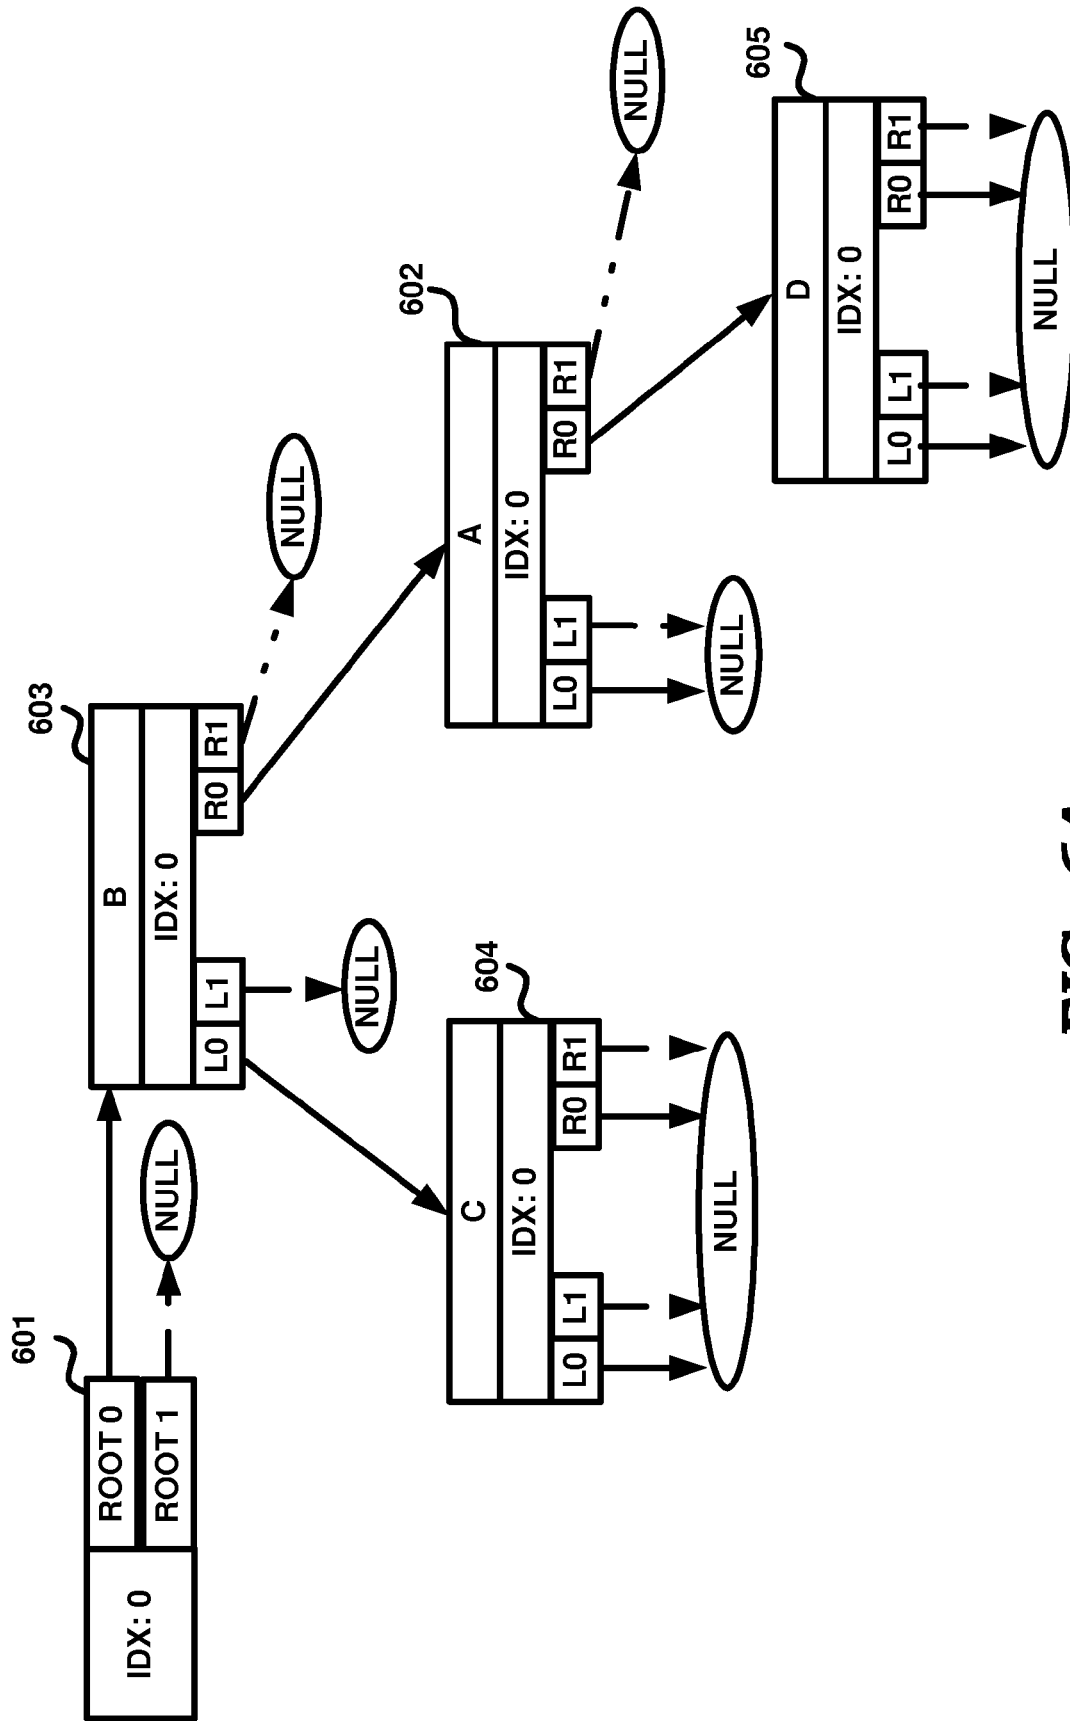 601
IDX: 0
ROOT 0
ROOT 1
NULL
603
B
IDX: 0
L0 L1 R0 R1
NULL
NULL
604
C
IDX: 0
L0 L1 R0 R1
NULL
602
A
IDX: 0
L0 L1 R0 R1
NULL
NULL
605
D
IDX: 0
L0 L1 R0 R1
NULL